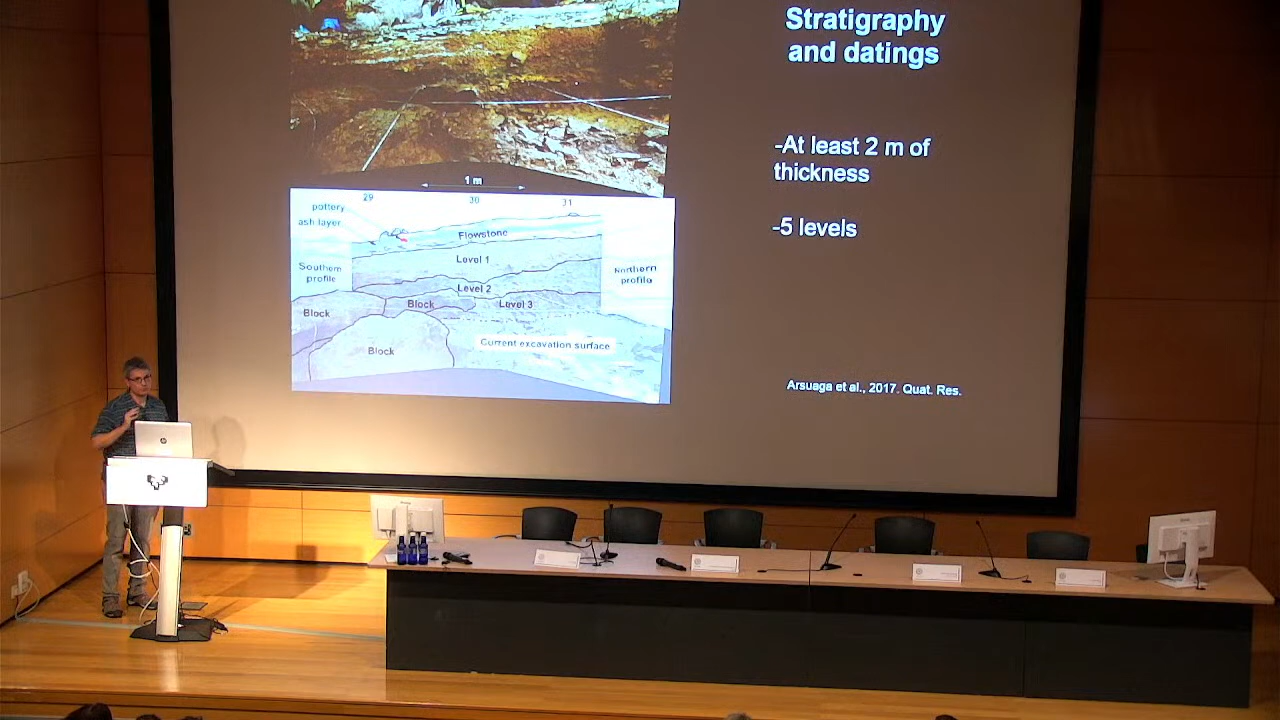 Stratigraphy
and datings
-At least 2 m of
thickness
-5 levels
1 m
29
30
31
pottery
ash layer
Flowstone
Southern
profile
Level 1
Northern
profile
Level 2
Block
Block
Level 3
Block
Current excavation surface
Arsuaga et al., 2017. Quat. Res.